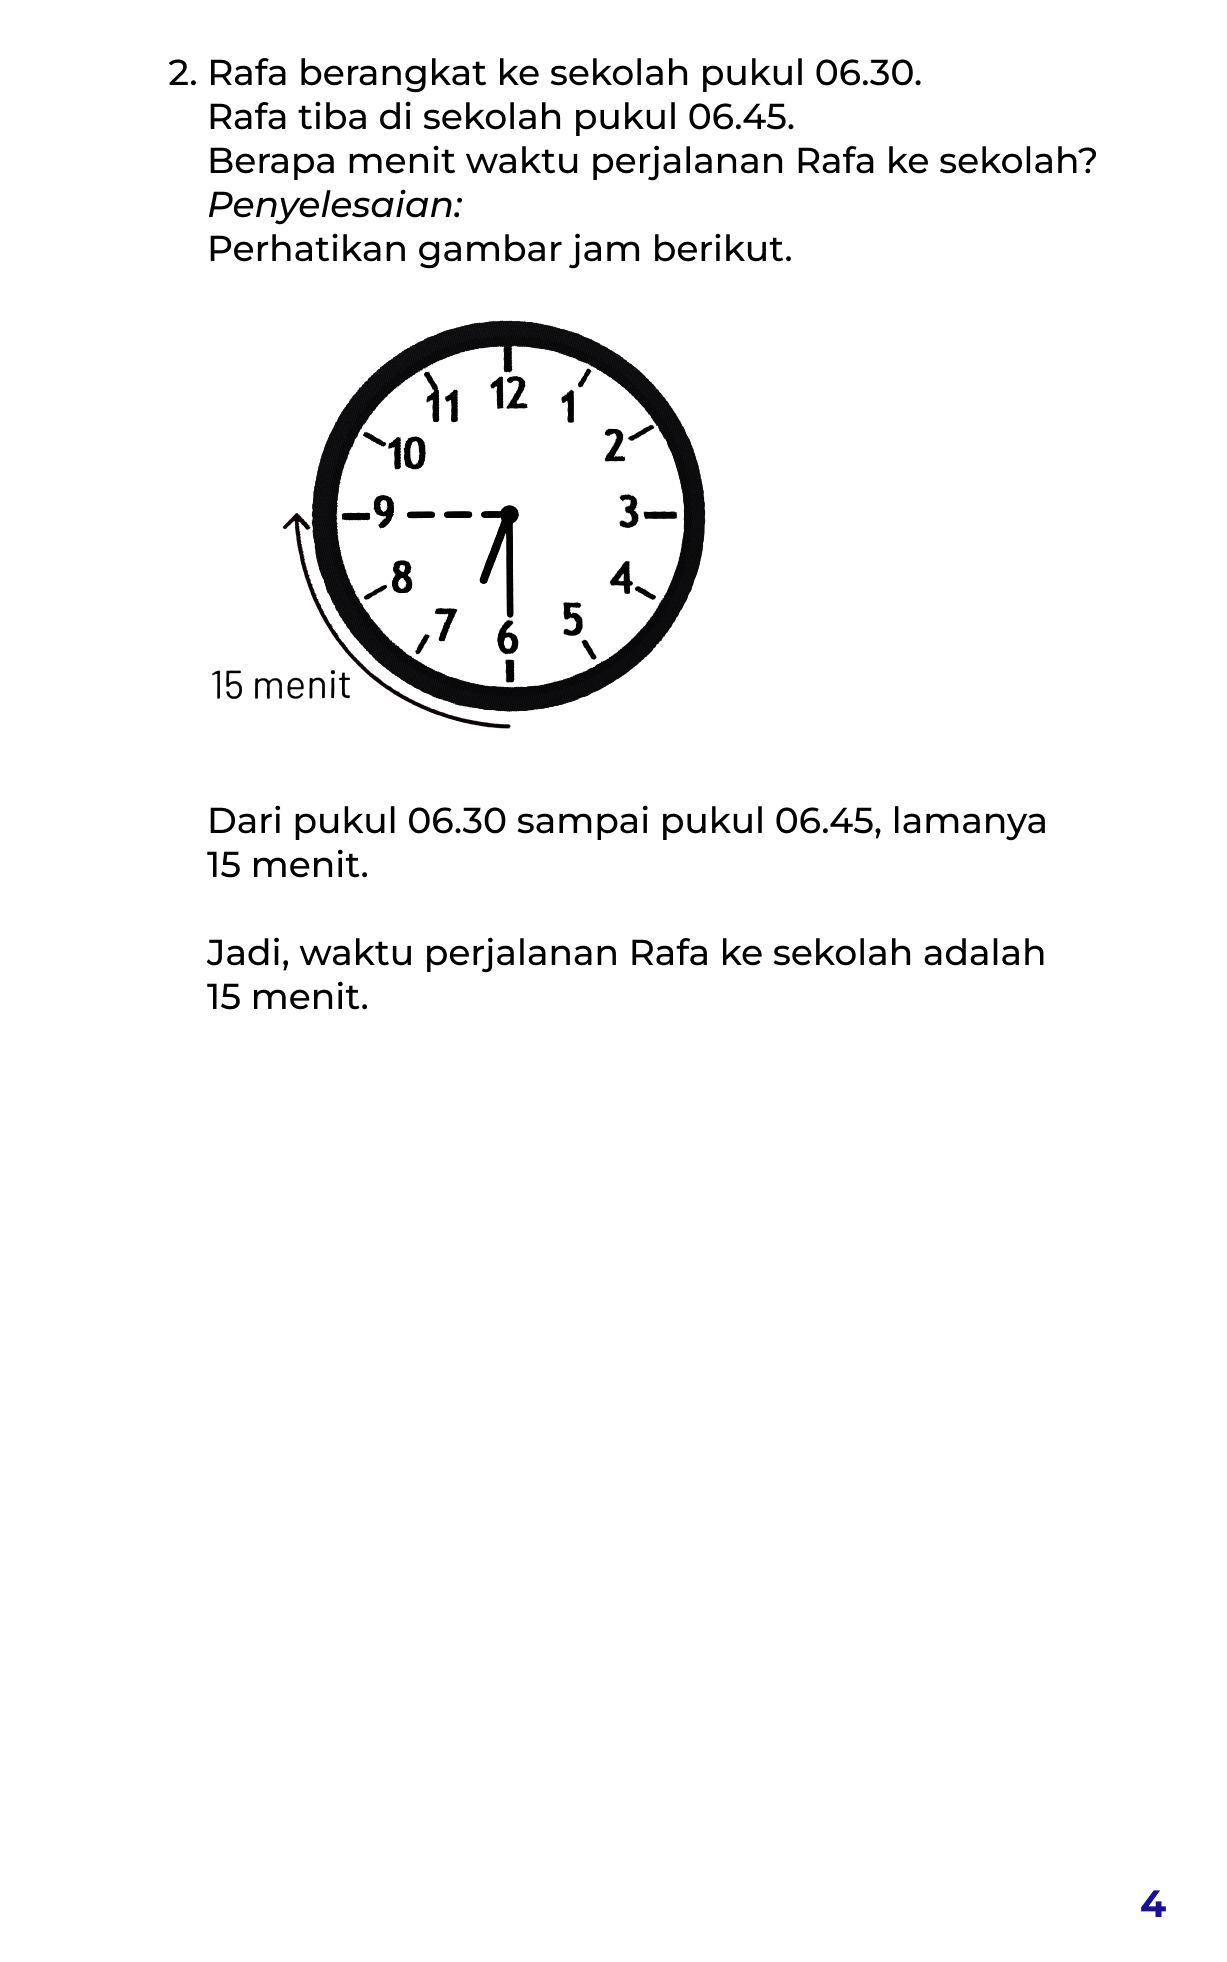 2. Rafa berangkat ke sekolah pukul 06.30.
Rafa tiba di sekolah pukul 06.45.
Berapa menit waktu perjalanan Rafa ke sekolah?
Penyelesaian:
Perhatikan gambar jam berikut.
11 12 1
10 2
9 3
8 4
7 6 5
15 menit
Dari pukul 06.30 sampai pukul 06.45, lamanya
15 menit.
Jadi, waktu perjalanan Rafa ke sekolah adalah
15 menit.
4